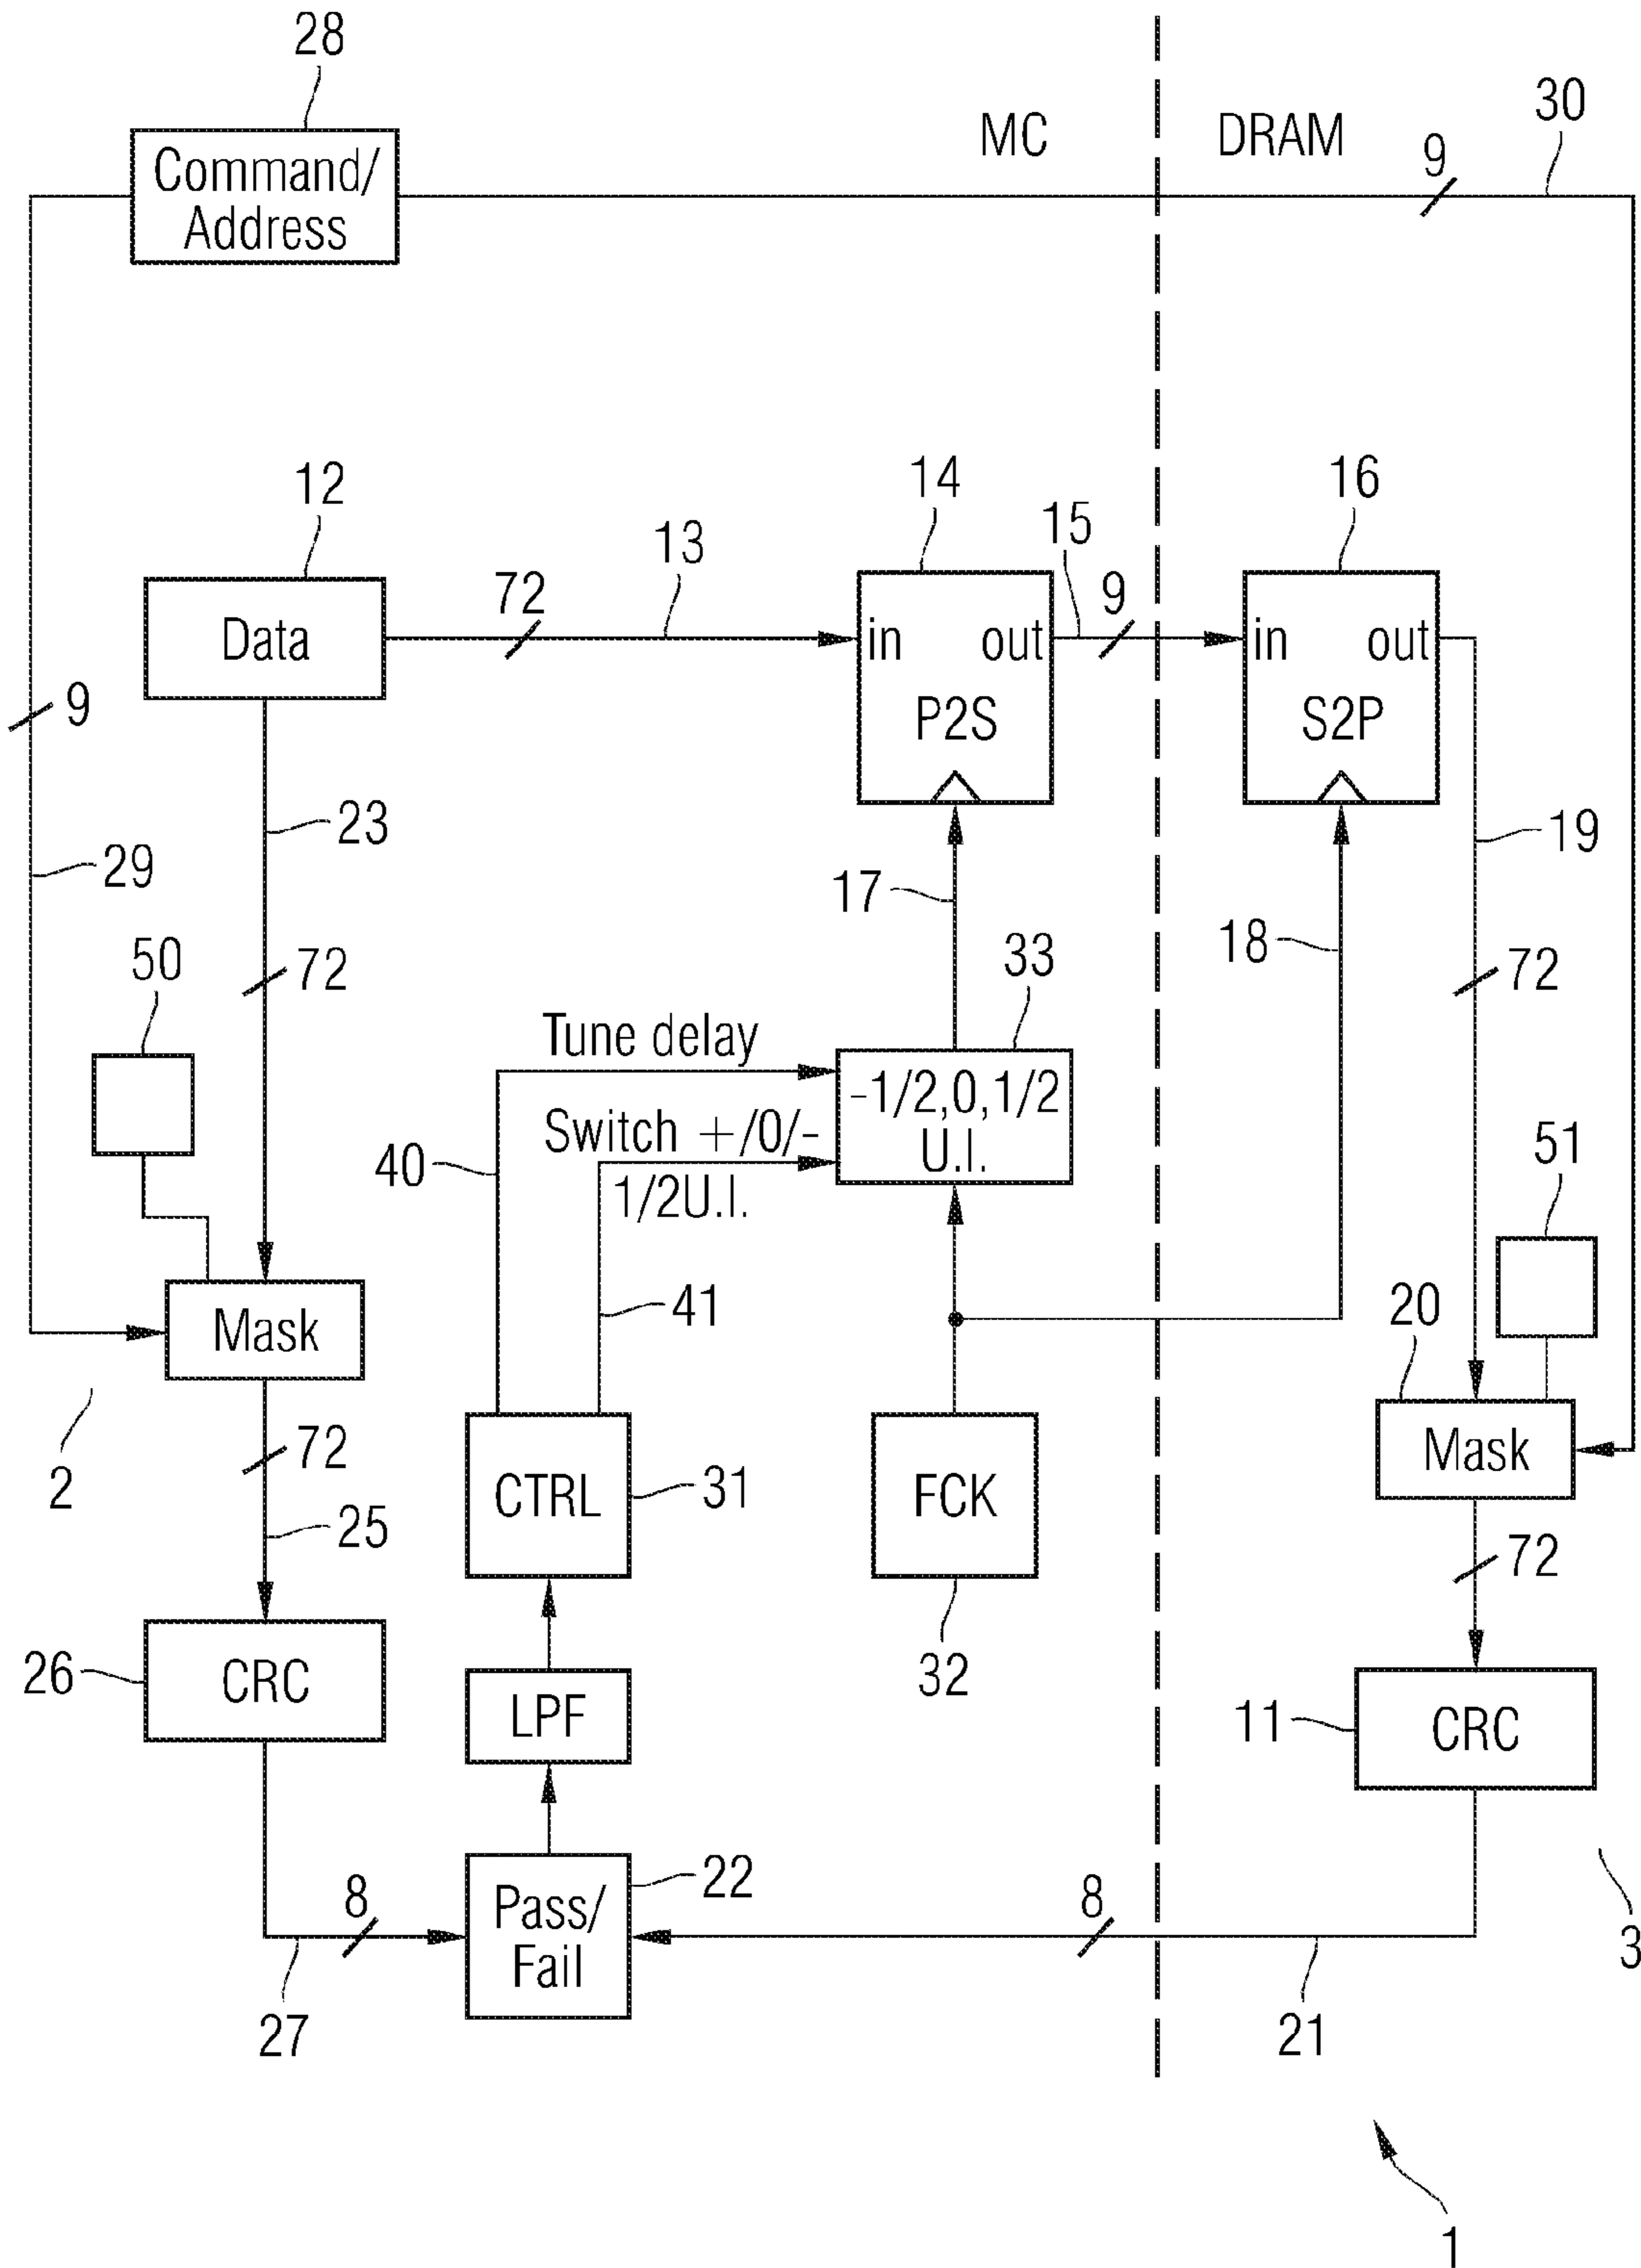 28
Command/
Address
MC
DRAM
9
30
12
13
14
15
16
72
9
Data
in out
P2S
in out
S2P
9
23
29
17
19
18
50
72
33
72
Tune delay
-1/2,0,1/2
U.I.
Switch +/0/-
1/2U.I.
40
51
41
20
Mask
2
72
CTRL
31
FCK
Mask
25
72
26
CRC
LPF
32
11
CRC
8
Pass/
Fail
22
8
3
27
21
1